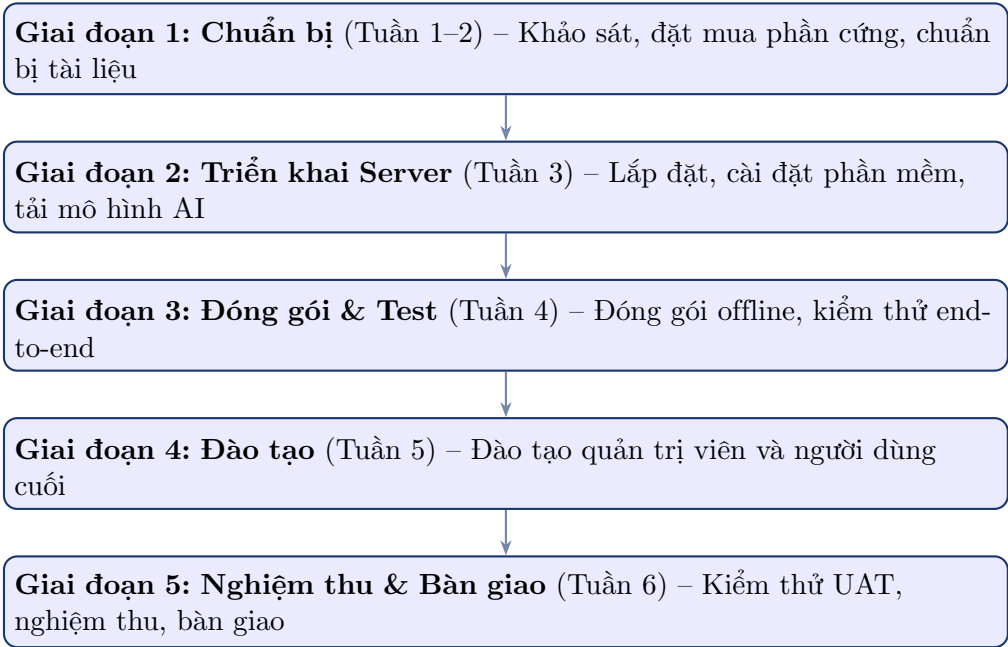 Giai đoạn 1: Chuẩn bị (Tuần 1–2) – Khảo sát, đặt mua phần cứng, chuẩn
bị tài liệu
Giai đoạn 2: Triển khai Server (Tuần 3) – Lắp đặt, cài đặt phần mềm,
tải mô hình AI
Giai đoạn 3: Đóng gói & Test (Tuần 4) – Đóng gói offline, kiểm thử end-
to-end
Giai đoạn 4: Đào tạo (Tuần 5) – Đào tạo quản trị viên và người dùng
cuối
Giai đoạn 5: Nghiệm thu & Bàn giao (Tuần 6) – Kiểm thử UAT,
nghiệm thu, bàn giao